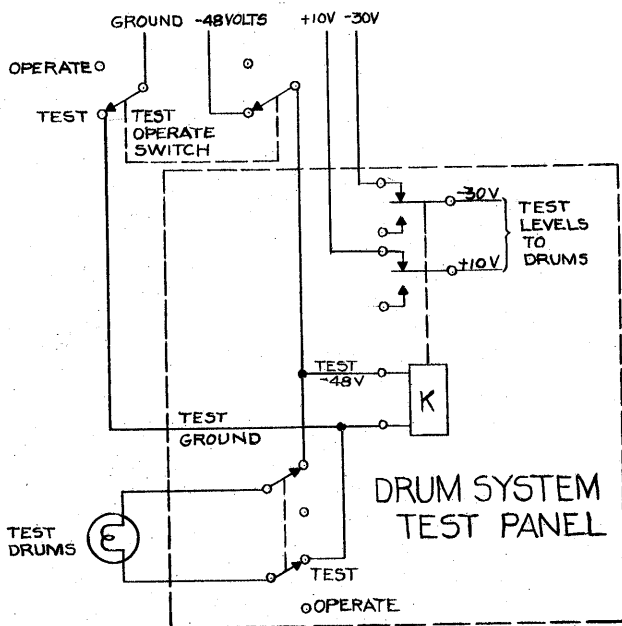 GROUND -48VOLTS +10V -30V
OPERATE
TEST
TEST
OPERATE
SWITCH
-30V
TEST
LEVELS
TO
DRUMS
+10V
TEST
-48V
K
TEST
GROUND
DRUM SYSTEM
TEST PANEL
TEST
DRUMS
TEST
OPERATE